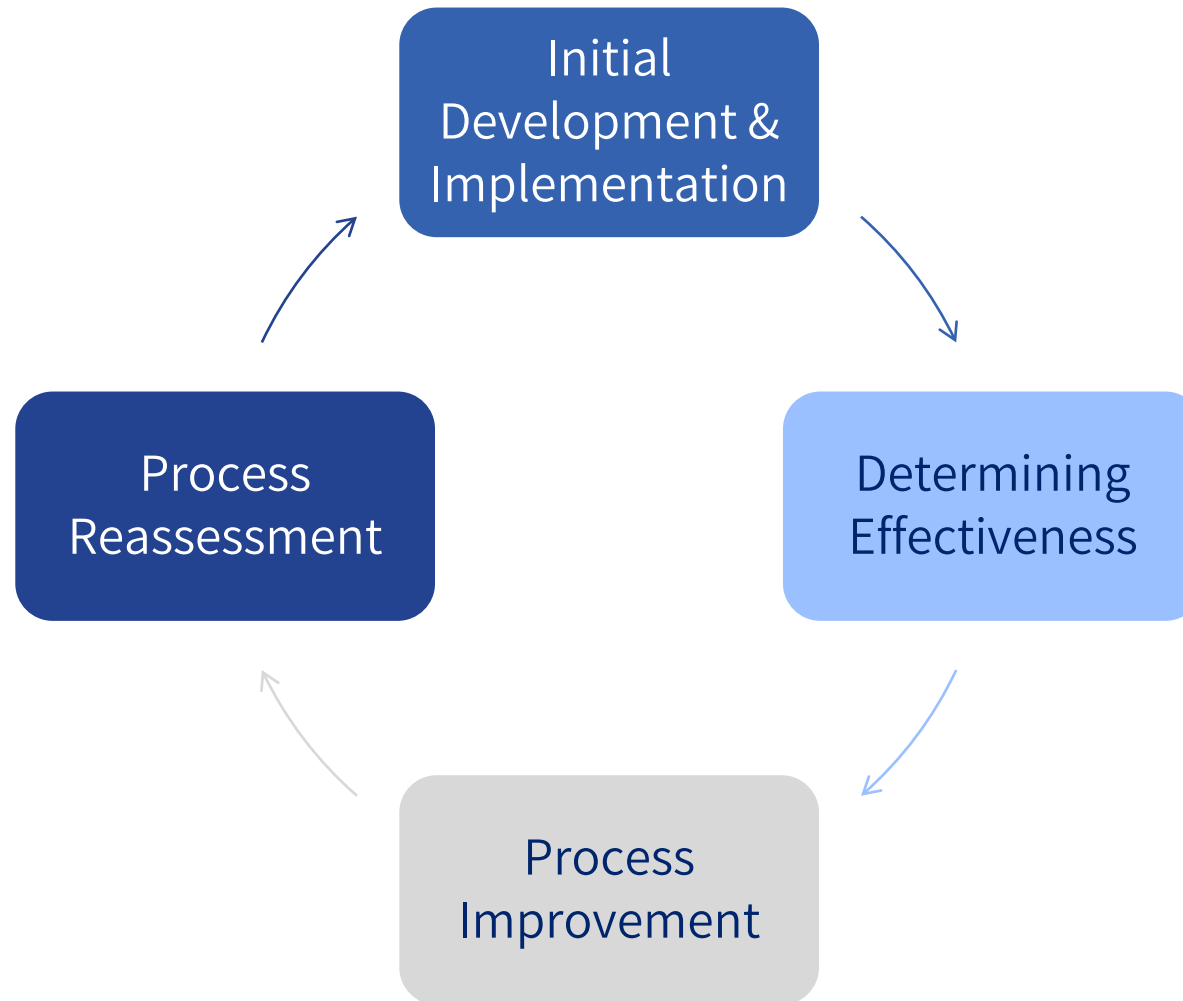 Initial
Development &
Implementation
Process
Reassessment
Determining
Effectiveness
Process
Improvement